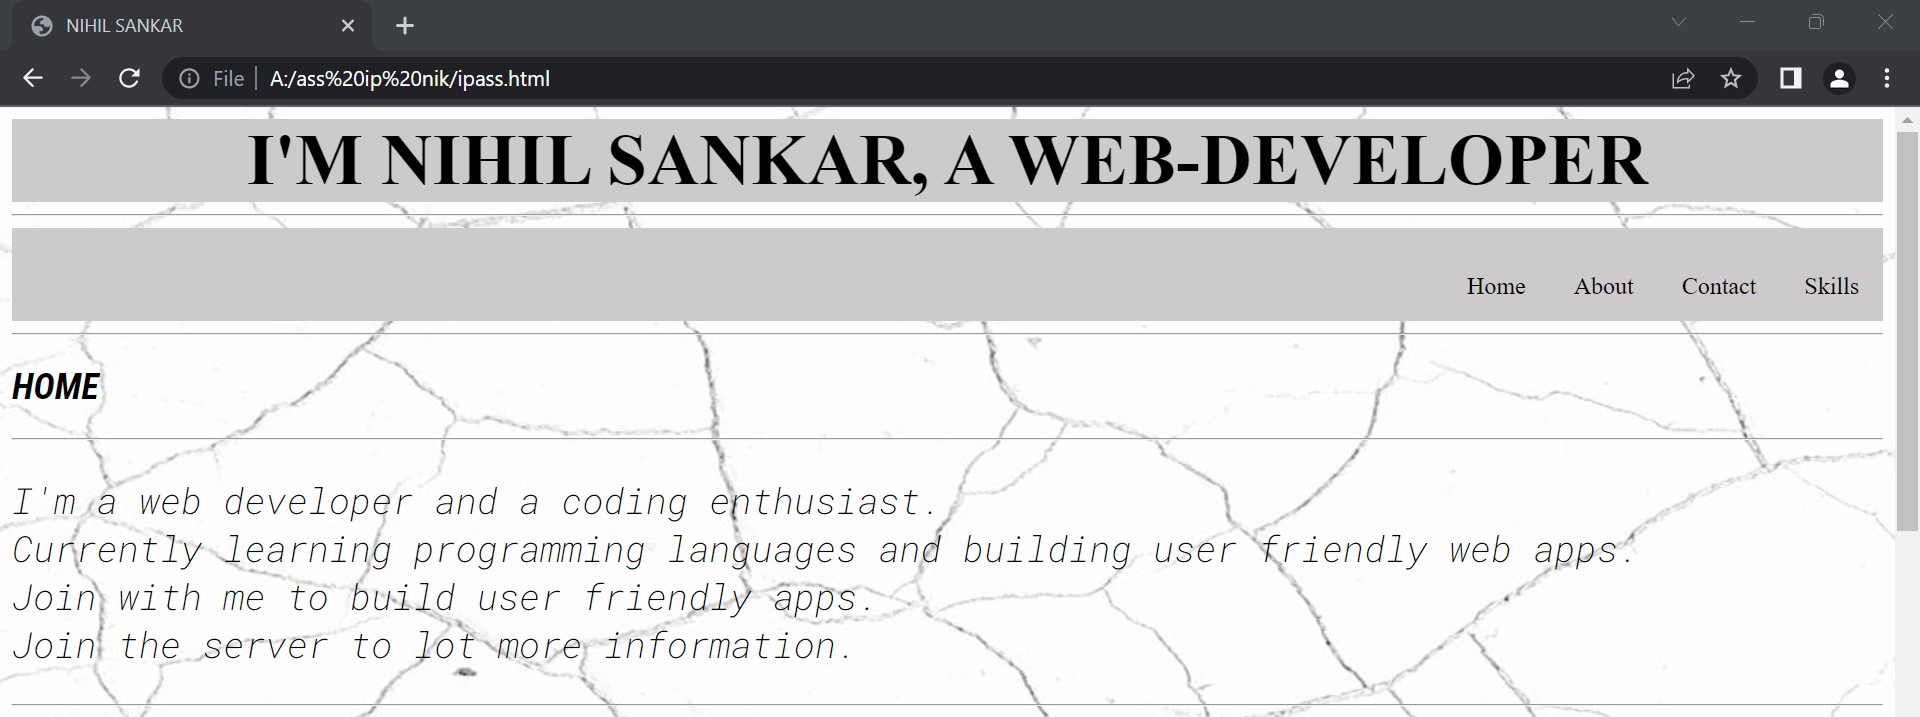 NIHIL SANKAR
File A:/ass%20ip%20nik/ipass.html
I'M NIHIL SANKAR, A WEB-DEVELOPER
Home About Contact Skills
HOME
I'm a web developer and a coding enthusiast.
Currently learning programming languages and building user friendly web apps.
Join with me to build user friendly apps.
Join the server to lot more information.